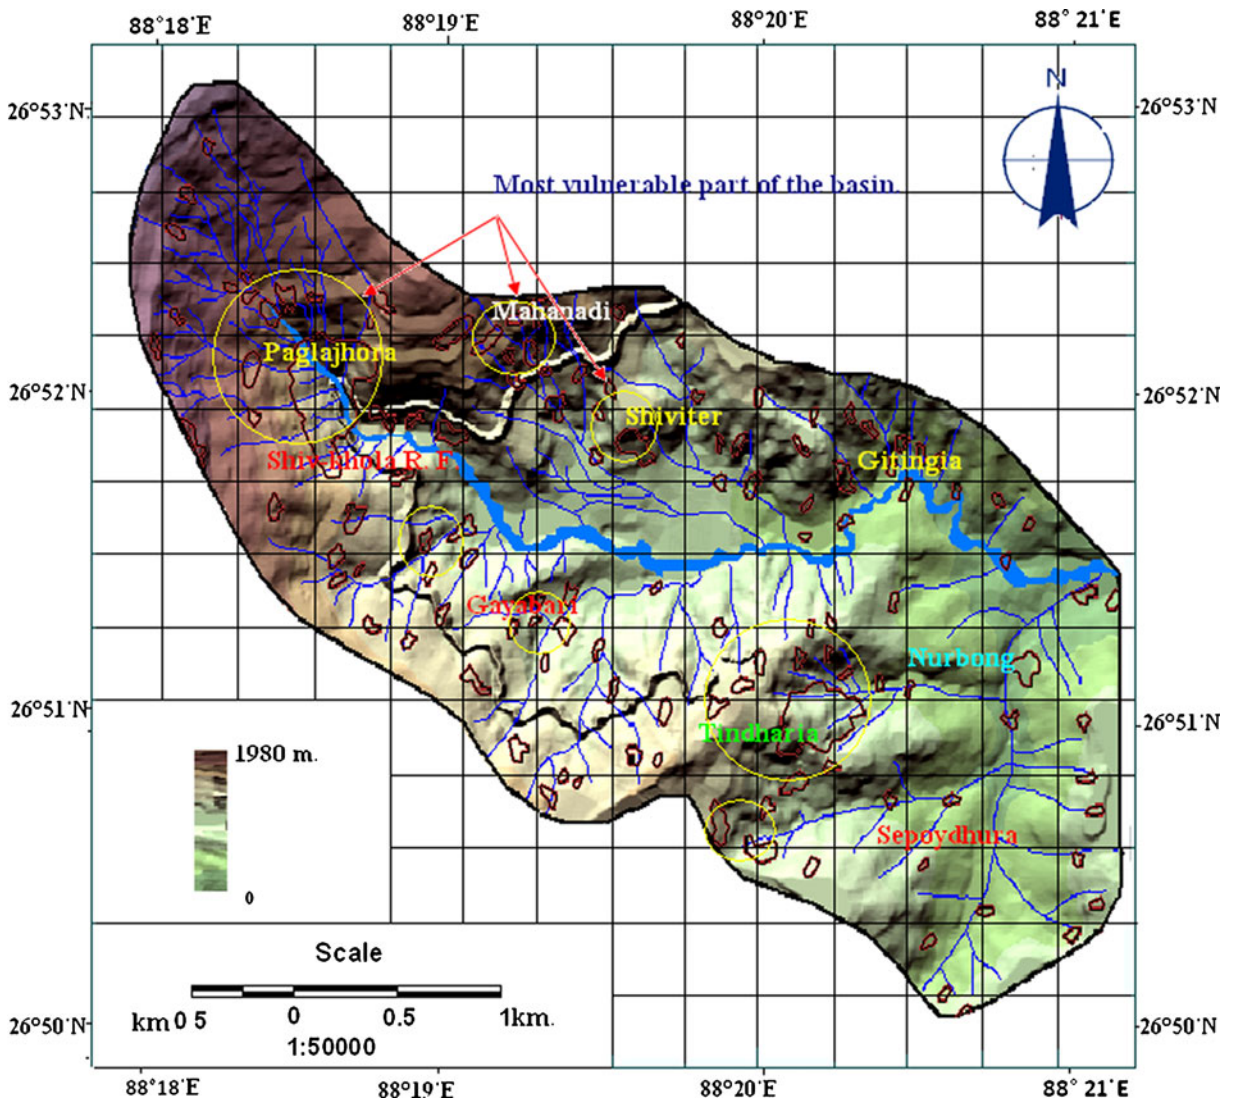 88°18'E 88°19'E 88°20'E 88° 21'E
N
26°53'N 26°53'N
Most vulnerable part of the basin.
Mahanadi
Paglajhora
26°52'N 26°52'N
Shiviter
Shiv-khola R. F. Gitingia
Gayabari
Nurbong
26°51'N 26°51'N
Tindharia
1980 m.
Sepoydhura
0
Scale
km 0 5 0 0.5 1km.
26°50'N 26°50'N
1:50000
88°18'E 88°19'E 88°20'E 88° 21'E